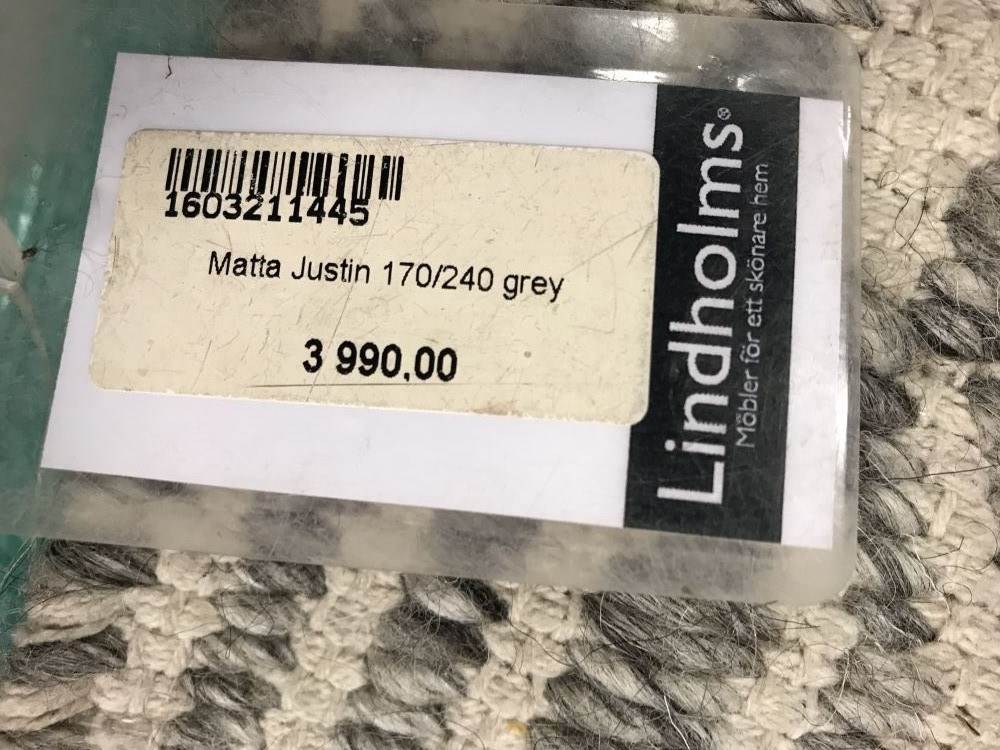 1603211445
Matta Justin 170/240 grey
3 990,00
Lindholms®
Möbler för ett skönare hem